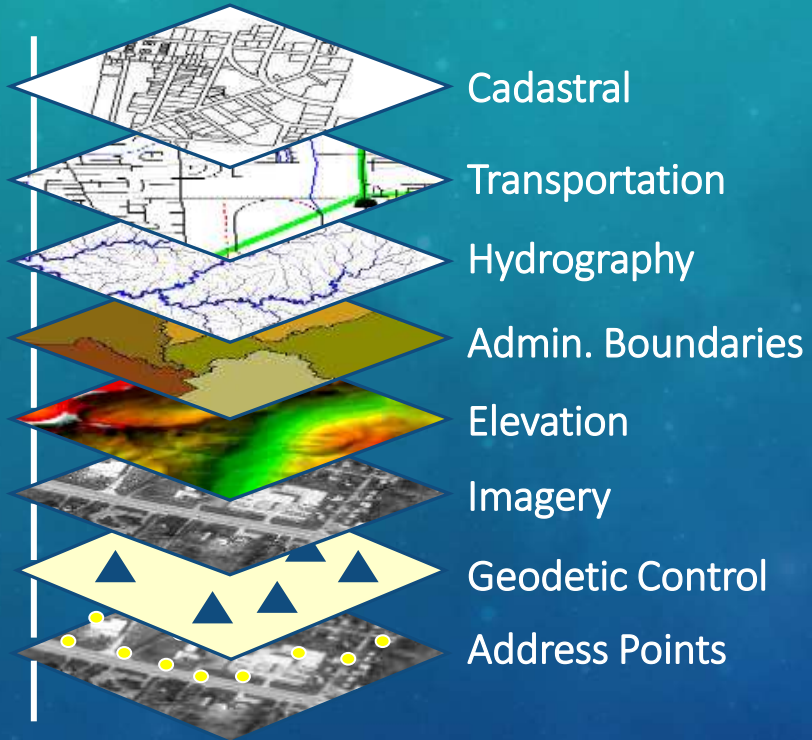 Cadastral
Transportation
Hydrography
Admin. Boundaries
Elevation
Imagery
Geodetic Control
Address Points